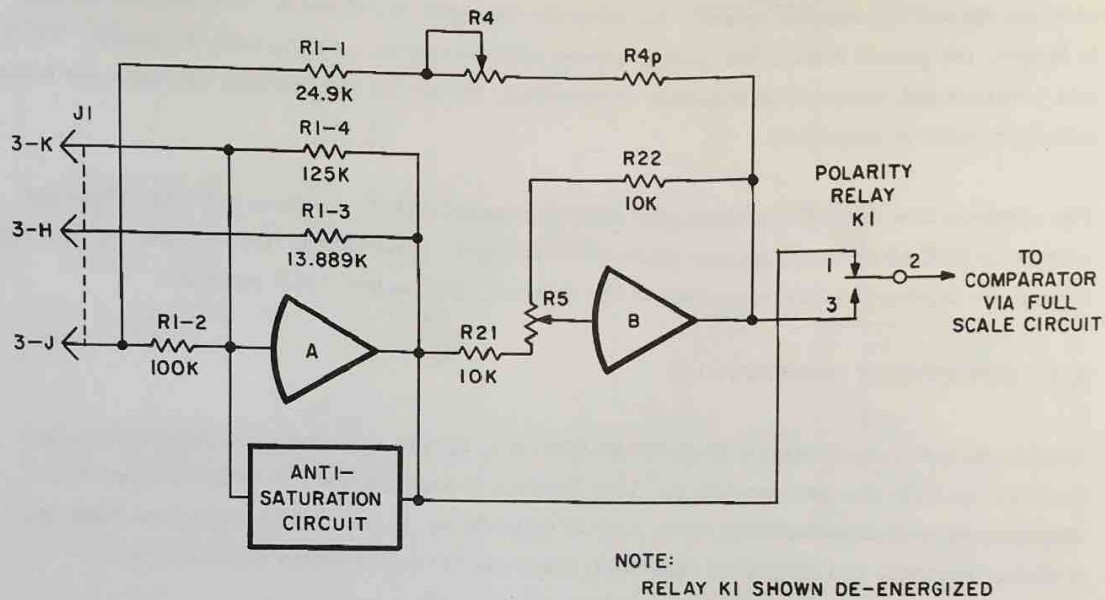 R4
R1-1
R4p
24.9K
J1
3-K
R1-4
125K
R22
10K
POLARITY
RELAY
K1
3-H
R1-3
13.889K
1
2
TO
COMPARATOR
VIA FULL
SCALE CIRCUIT
3
R5
B
3-J
R1-2
100K
A
R21
10K
ANTI-
SATURATION
CIRCUIT
NOTE:
RELAY K1 SHOWN DE-ENERGIZED